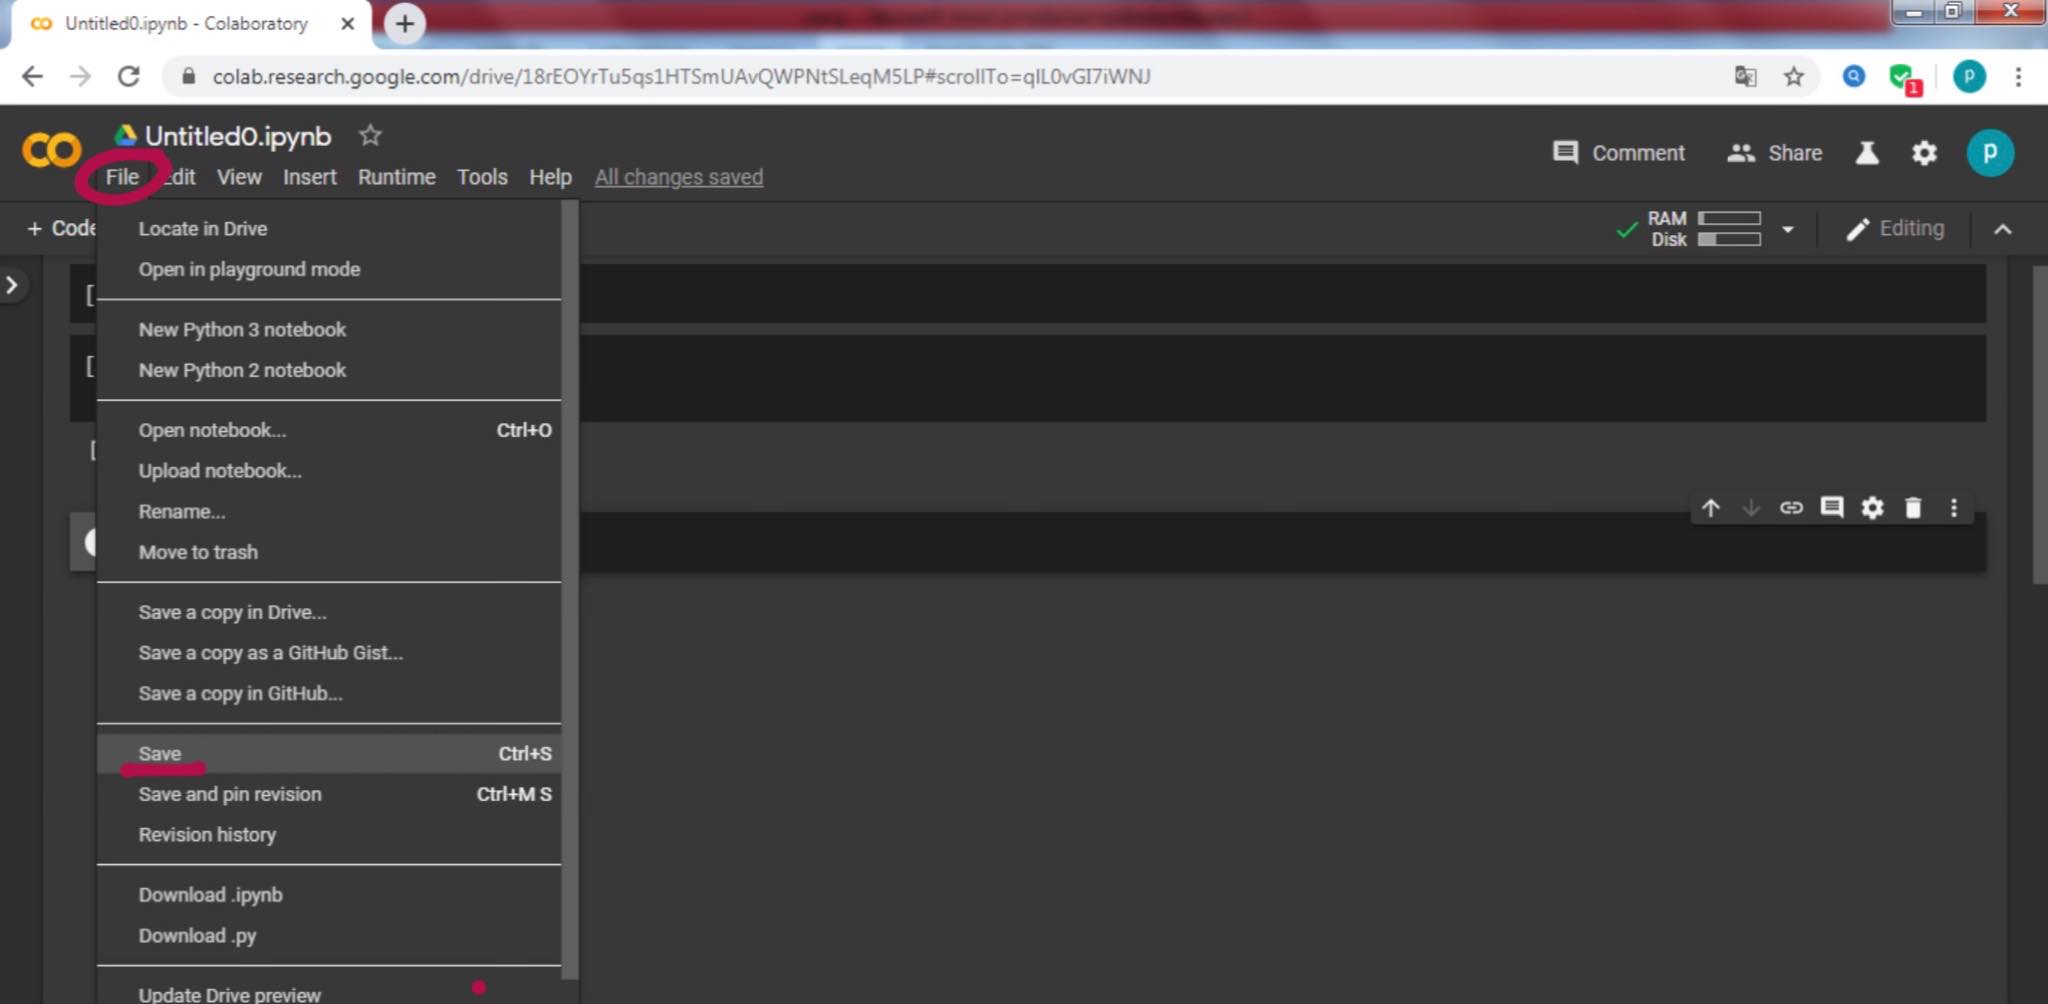 Untitled0.ipynb - Colaboratory
colab.research.google.com/drive/18rEOYrTu5qs1HTSmUAvQWPNtSLeqM5LP#scrollTo=qlL0vGI7iWNJ
1
p
CO
Untitled0.ipynb
Comment
Share
p
File Edit View Insert Runtime Tools Help All changes saved
+ Code
RAM
Disk
Editing
Locate in Drive
Open in playground mode
[
New Python 3 notebook
New Python 2 notebook
[
Open notebook... Ctrl+O
[
Upload notebook...
Rename...
Move to trash
Save a copy in Drive...
Save a copy as a GitHub Gist...
Save a copy in GitHub...
Save Ctrl+S
Save and pin revision Ctrl+M S
Revision history
Download .ipynb
Download .py
Update Drive preview